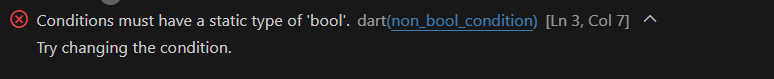 Conditions must have a static type of 'bool'. dart(non_bool_condition) [Ln 3, Col 7]
Try changing the condition.